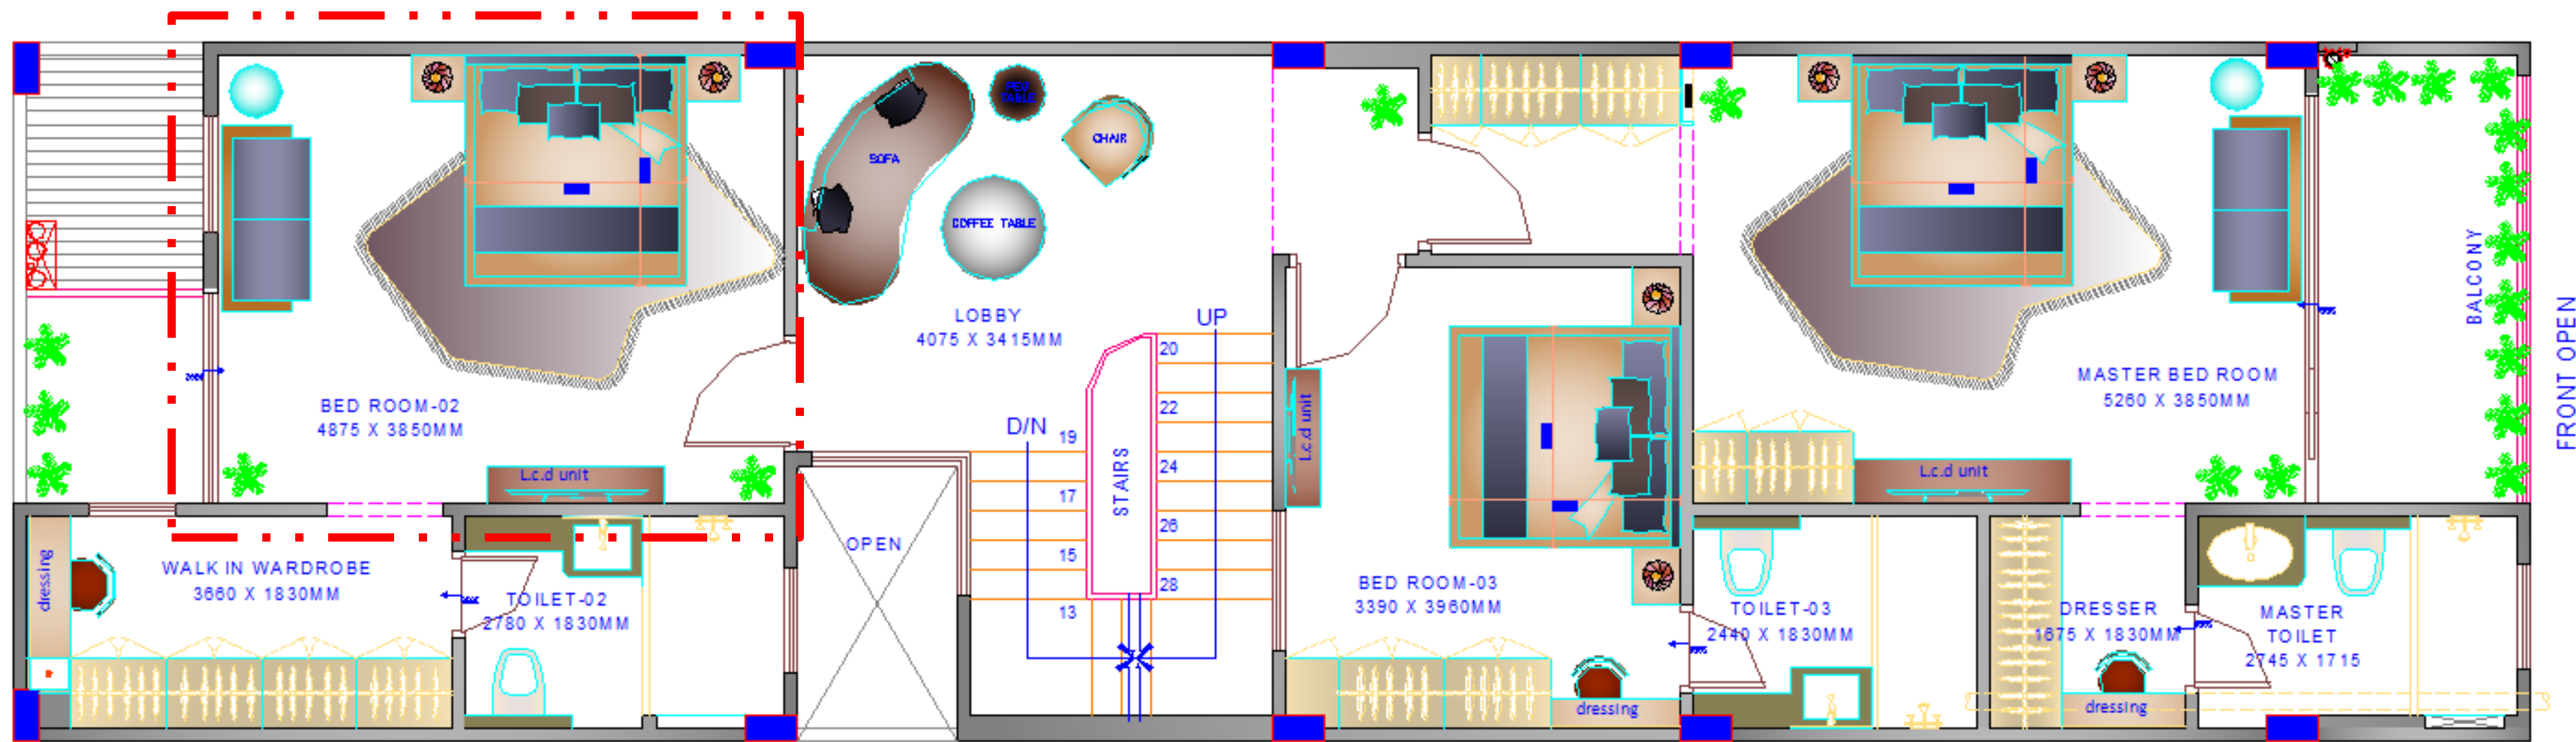 PEG
TABLE
CHAIR
SOFA
COFFEE TABLE
LOBBY
4075 X 3415MM
UP
20
22
24
26
28
D/N
19
17
15
13
STAIRS
OPEN
BED ROOM-02
4875 X 3850MM
L.c.d unit
dressing
WALK IN WARDROBE
3660 X 1830MM
TOILET-02
2780 X 1830MM
L.c.d unit
BED ROOM-03
3390 X 3960MM
dressing
TOILET-03
2440 X 1830MM
MASTER BED ROOM
5260 X 3850MM
L.c.d unit
DRESSER
1675 X 1830MM
dressing
MASTER
TOILET
2745 X 1715
BALCONY
FRONT OPEN